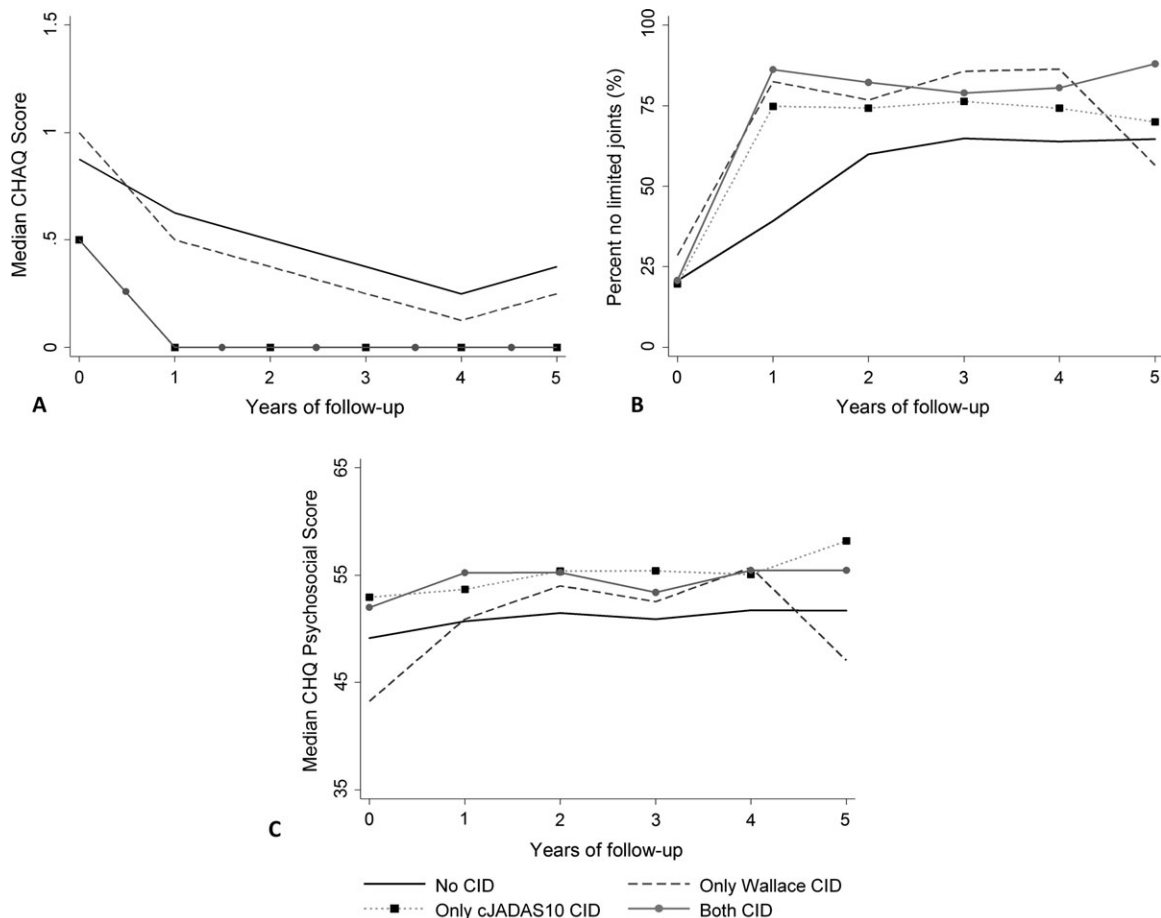 Median CHAQ Score
1.5
1
.5
0
0 1 2 3 4 5
Years of follow-up
A
Percent no limited joints (%)
100
75
50
25
0
0 1 2 3 4 5
Years of follow-up
B
Median CHQ Psychosocial Score
65
55
45
35
0 1 2 3 4 5
Years of follow-up
C
No CID Only Wallace CID
Only cJADAS10 CID Both CID